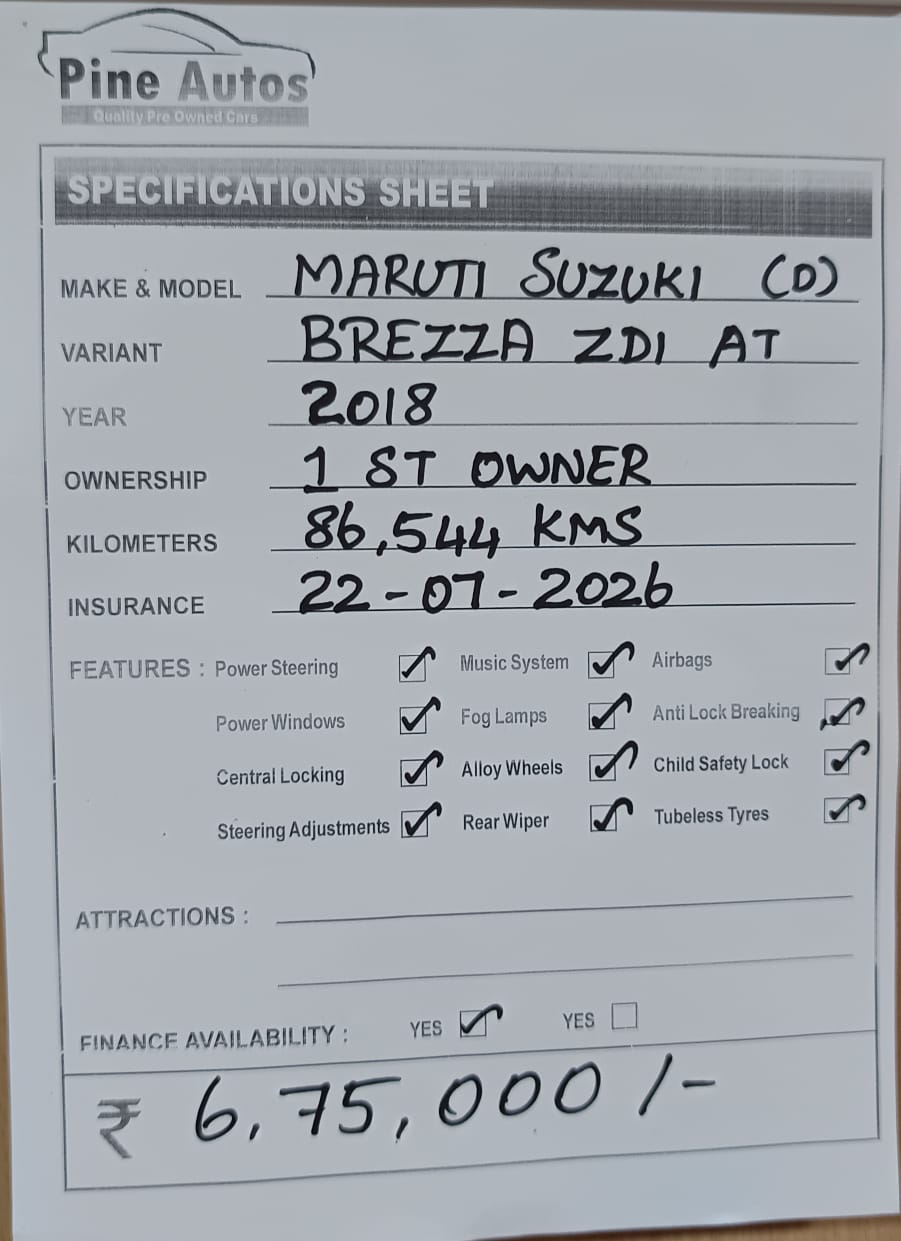 Pine Autos
Quality Pre Owned Cars
SPECIFICATIONS SHEET
MAKE & MODEL MARUTI SUZUKI (D)
VARIANT BREZZA ZDI AT
YEAR 2018
OWNERSHIP 1 ST OWNER
KILOMETERS 86,544 KMS
INSURANCE 22-07-2026
FEATURES : Power Steering Music System Airbags
Power Windows Fog Lamps Anti Lock Breaking
Central Locking Alloy Wheels Child Safety Lock
Steering Adjustments Rear Wiper Tubeless Tyres
ATTRACTIONS :
FINANCE AVAILABILITY : YES YES
₹ 6,75,000/-